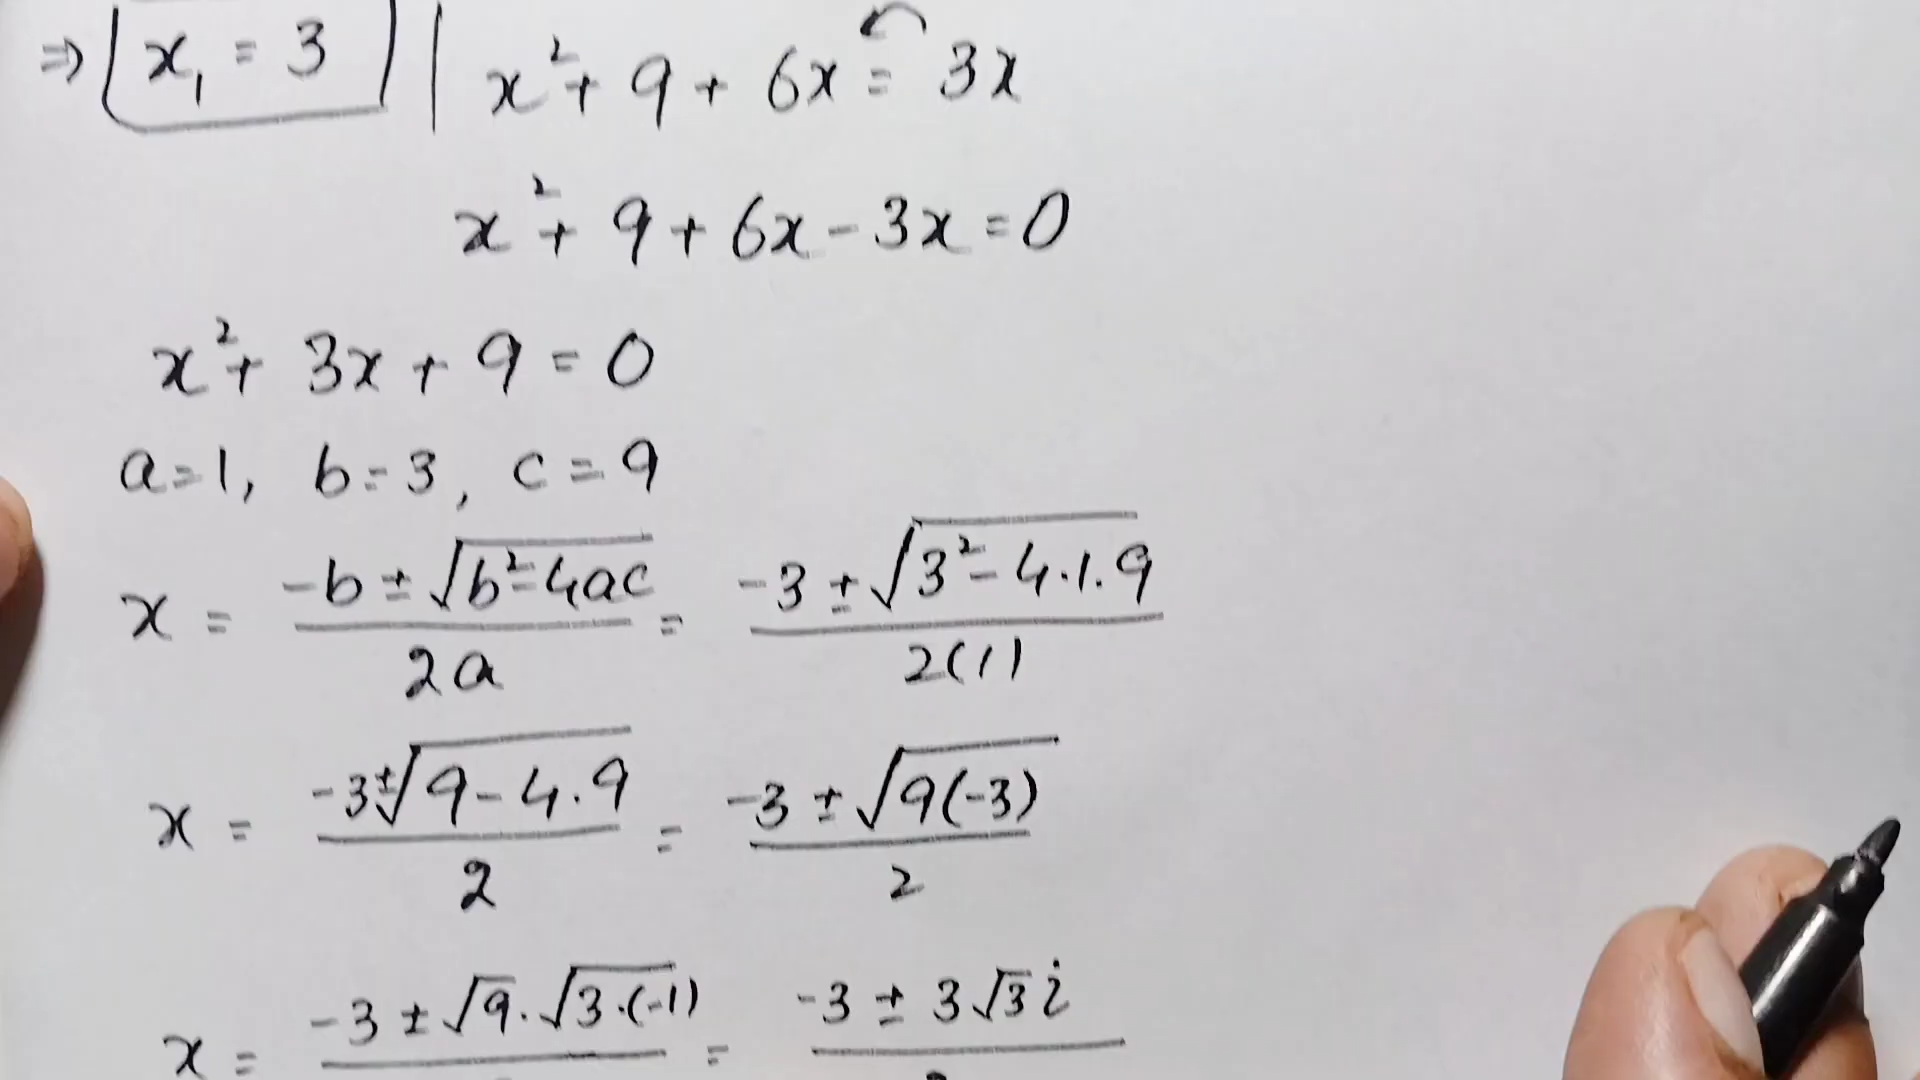 ⇒ x₁ = 3 | x² + 9 + 6x = 3x
x² + 9 + 6x - 3x = 0
x² + 3x + 9 = 0
a = 1, b = 3, c = 9
x = (-b ± √(b² - 4ac)) / 2a = (-3 ± √(3² - 4·1·9)) / 2(1)
x = (-3 ± √(9 - 4·9)) / 2 = (-3 ± √(9(-3))) / 2
x = -3 ± √9 · √(3·(-1)) = -3 ± 3√3 i